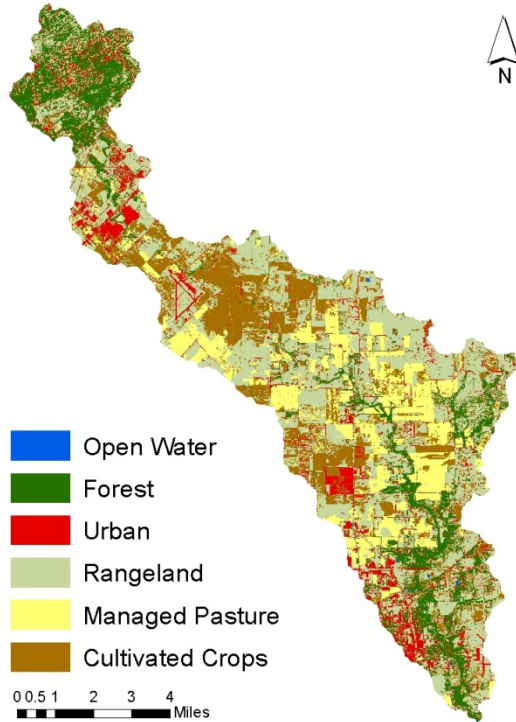 N
Open Water
Forest
Urban
Rangeland
Managed Pasture
Cultivated Crops
0 0.5 1 2 3 4
Miles